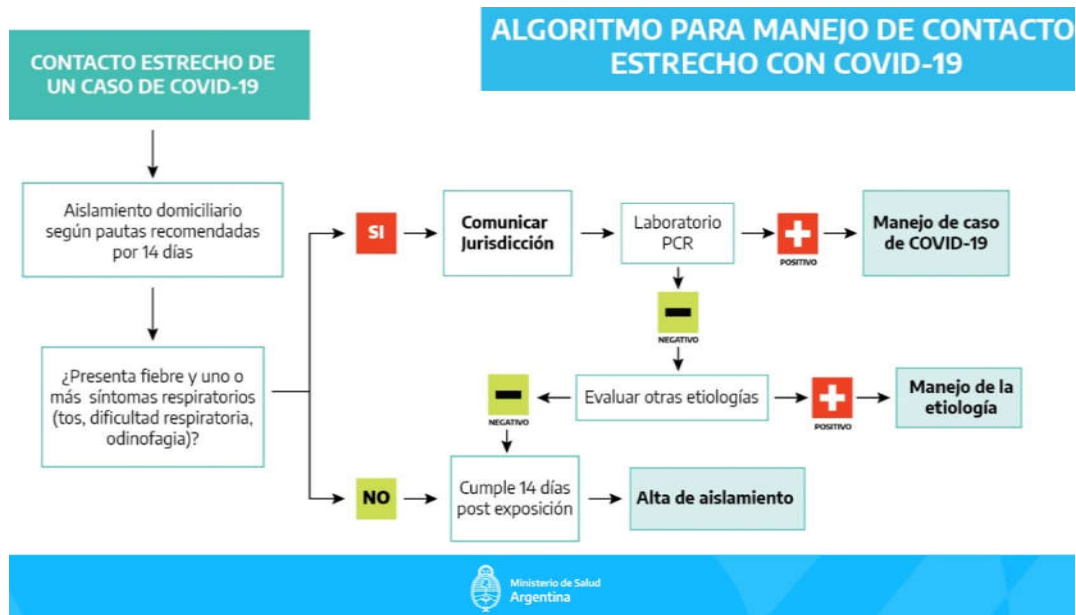 ALGORITMO PARA MANEJO DE CONTACTO
ESTRECHO CON COVID-19
CONTACTO ESTRECHO DE
UN CASO DE COVID-19
Aislamiento domiciliario
según pautas recomendadas
por 14 días
¿Presenta fiebre y uno o
más síntomas respiratorios
(tos, dificultad respiratoria,
odinofagia)?
SI
Comunicar
Jurisdicción
Laboratorio
PCR
POSITIVO
Manejo de caso
de COVID-19
NEGATIVO
Evaluar otras etiologías
POSITIVO
Manejo de la
etiología
NEGATIVO
NO
Cumple 14 días
post exposición
Alta de aislamiento
Ministerio de Salud
Argentina